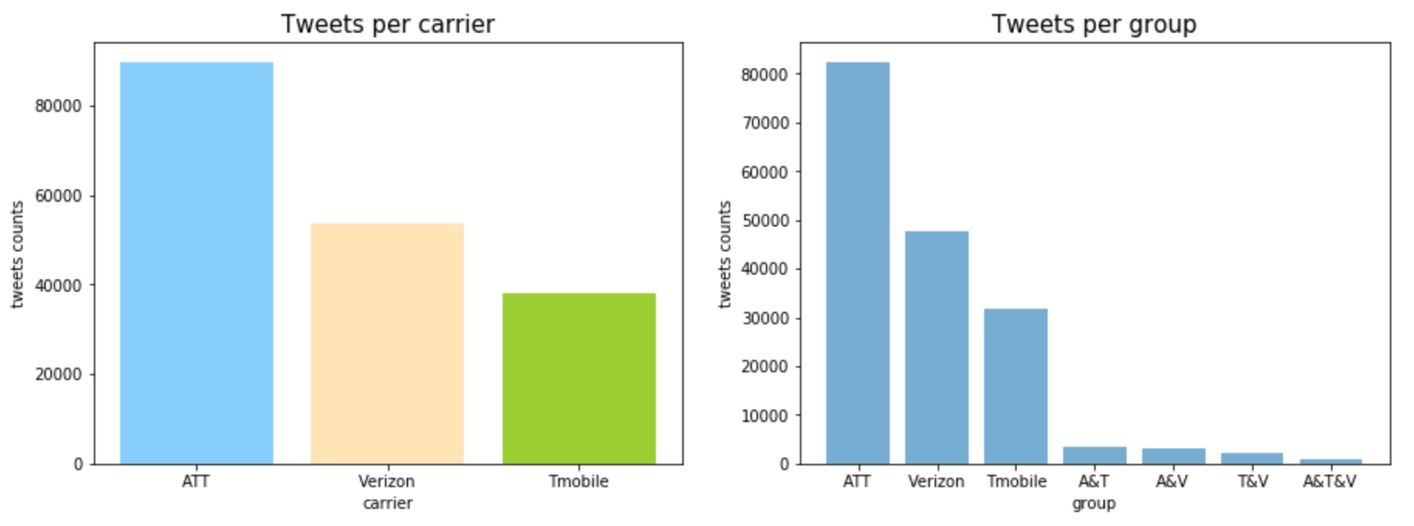 Tweets per carrier
tweets counts
80000
60000
40000
20000
0
ATT Verizon Tmobile
carrier
Tweets per group
tweets counts
80000
70000
60000
50000
40000
30000
20000
10000
0
ATT Verizon Tmobile A&T A&V T&V A&T&V
group